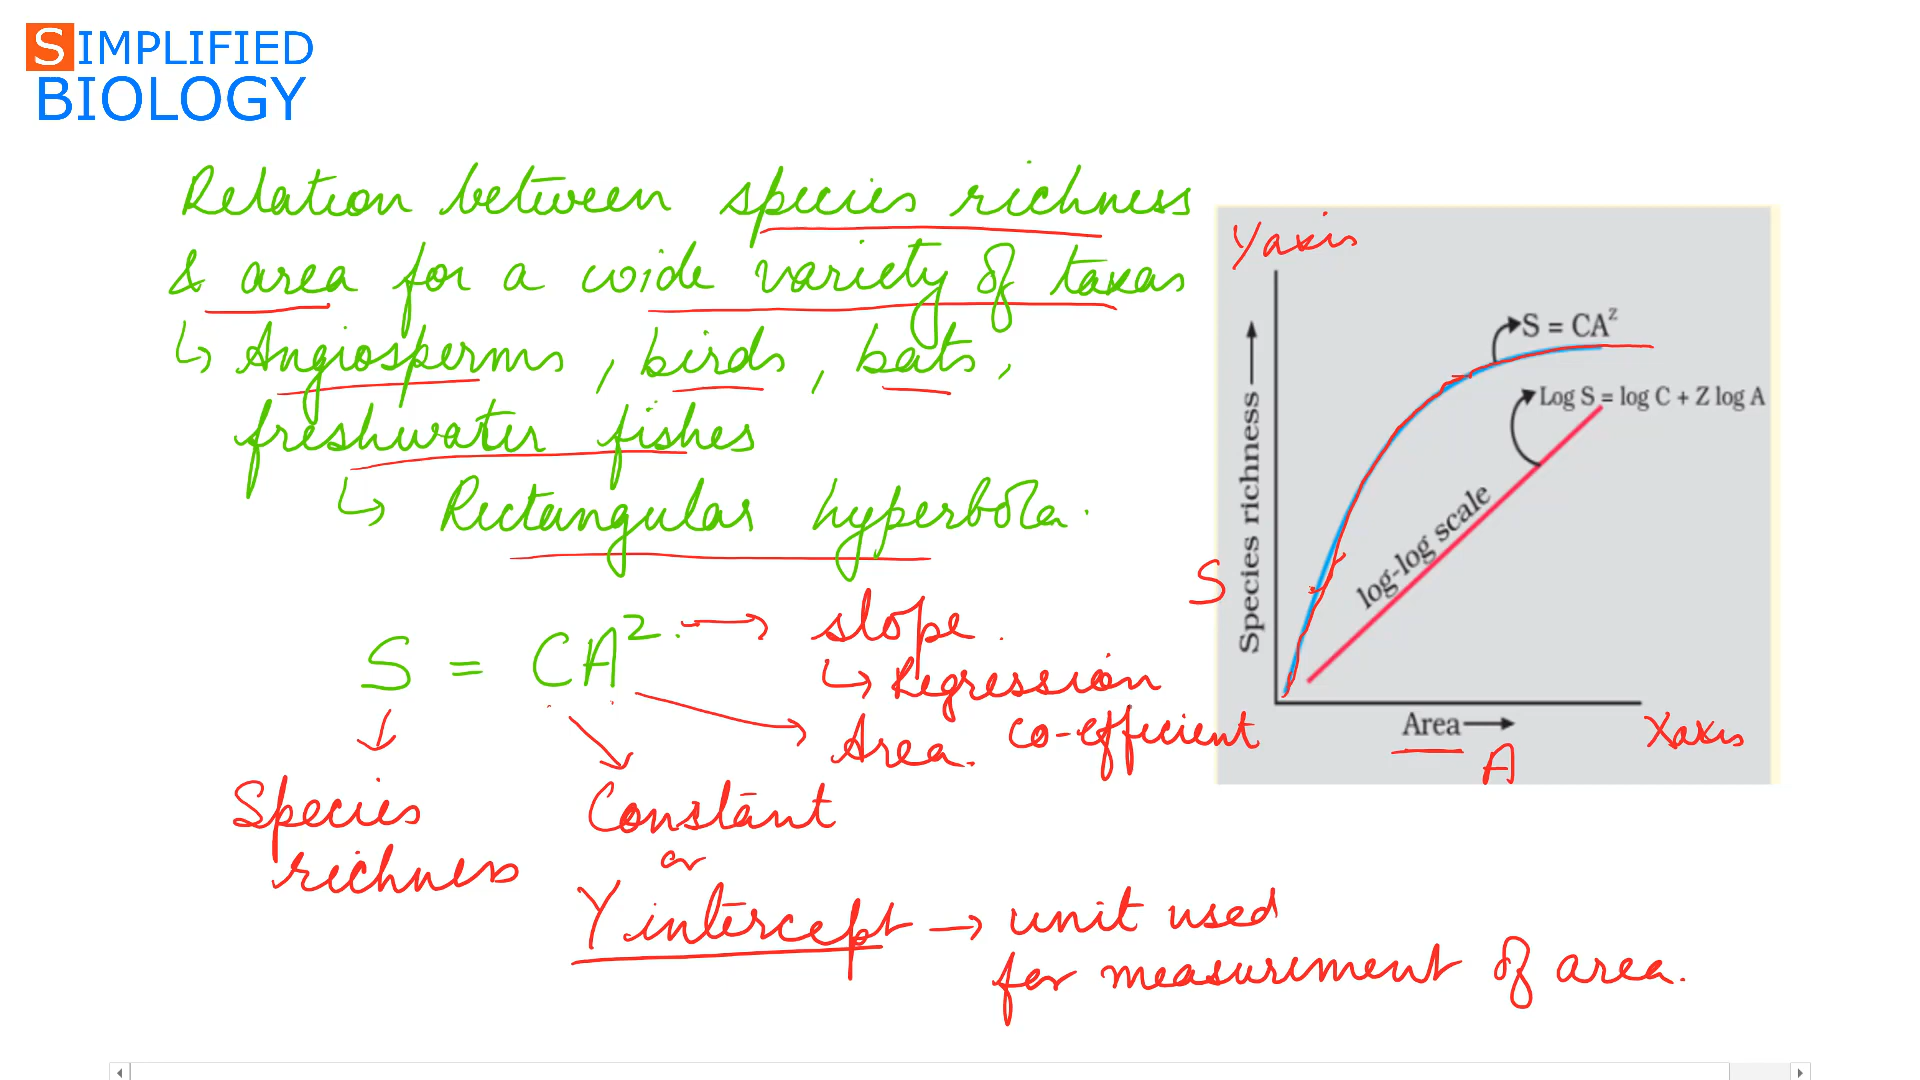 SIMPLIFIED
BIOLOGY
Relation between species richness
& area for a wide variety of taxas
↳ Angiosperms, birds, bats,
freshwater fishes
↳ Rectangular hyperbola.
S = CAᶻ → slope.
↳ Regression
co-efficient
Area.
Species
richness
Constant
or
Y intercept → unit used
for measurement of area.
Y axis
S = CAᶻ
Log S = log C + Z log A
log-log scale
Species richness
S
Area
A
X axis